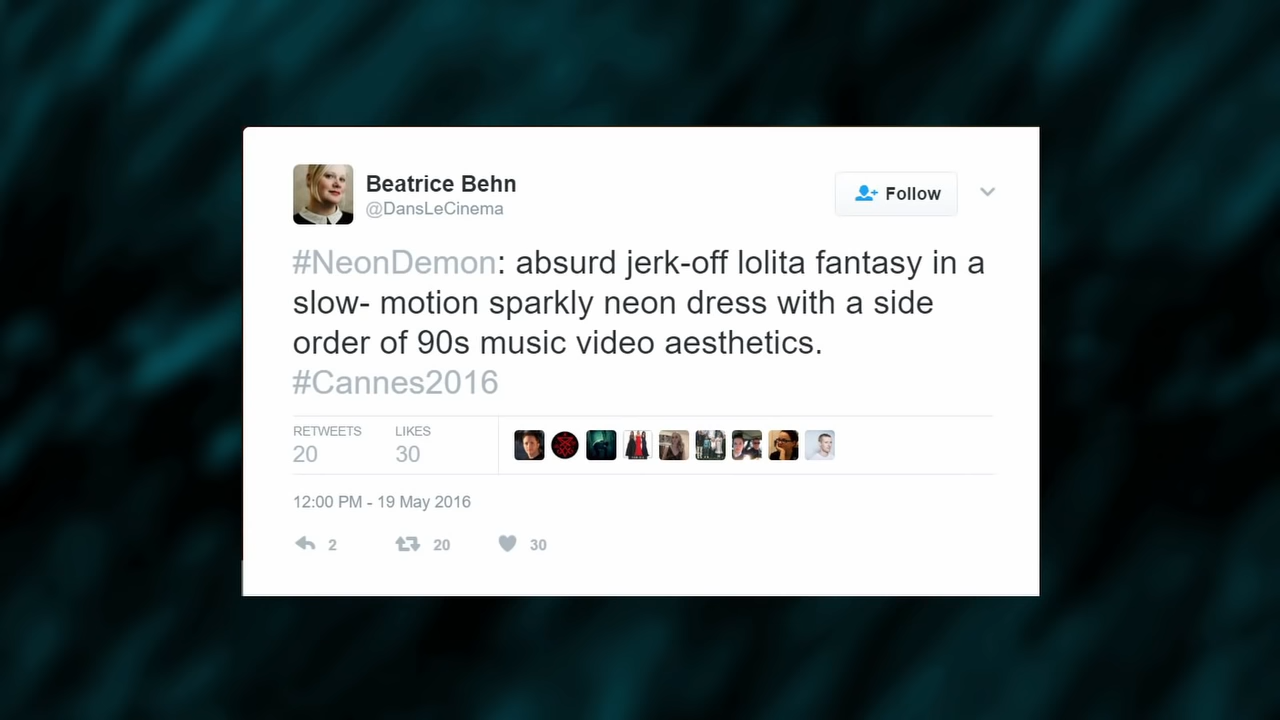 Beatrice Behn
@DansLeCinema
Follow
#NeonDemon: absurd jerk-off lolita fantasy in a
slow- motion sparkly neon dress with a side
order of 90s music video aesthetics.
#Cannes2016
RETWEETS LIKES
20 30
12:00 PM - 19 May 2016
2 20 30